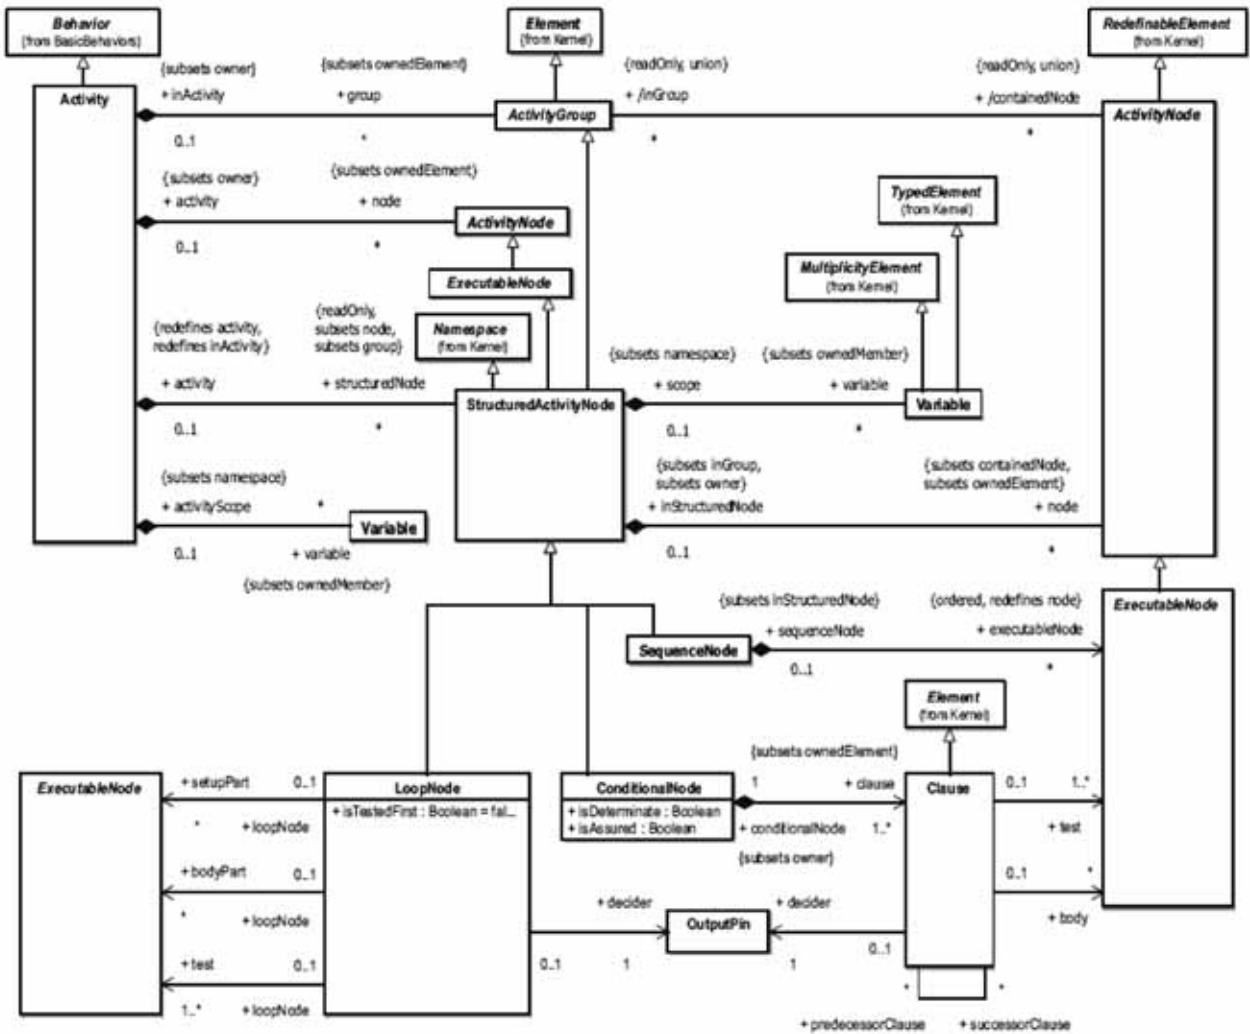 Behavior
(from BasicBehaviors)
Element
(from Kernel)
RedefinableElement
(from Kernel)
{subsets owner}
{subsets ownedElement}
{readOnly, union}
{readOnly, union}
Activity
+ inActivity
+ group
+ /inGroup
+ /containedNode
ActivityGroup
ActivityNode
0..1
*
*
*
{subsets owner}
{subsets ownedElement}
+ activity
+ node
ActivityNode
0..1
*
TypedElement
(from Kernel)
MultiplicityElement
(from Kernel)
ExecutableNode
{redefines activity,
redefines inActivity}
{readOnly,
subsets node,
subsets group}
Namespace
(from Kernel)
{subsets namespace}
{subsets ownedMember}
+ activity
+ structuredNode
StructuredActivityNode
+ scope
+ variable
Variable
0..1
*
0..1
*
{subsets namespace}
+ activityScope
*
Variable
0..1
+ variable
{subsets ownedMember}
{subsets inGroup,
subsets owner}
{subsets containedNode,
subsets ownedElement}
+ inStructuredNode
+ node
0..1
*
{subsets inStructuredNode}
{ordered, redefines node}
ExecutableNode
+ sequenceNode
+ executableNode
SequenceNode
0..1
*
Element
(from Kernel)
{subsets ownedElement}
ExecutableNode
+ setupPart
0..1
LoopNode
+ isTestedFirst : Boolean = fal...
ConditionalNode
+ isDeterminate : Boolean
+ isAssured : Boolean
1
+ clause
Clause
0..1
1..*
*
+ loopNode
+ conditionalNode
1..*
+ test
{subsets owner}
+ bodyPart
0..1
0..1
*
*
+ loopNode
+ decider
OutputPin
+ decider
+ body
0..1
+ test
0..1
0..1
1
1
1..*
+ loopNode
*
*
+ predecessorClause
+ successorClause